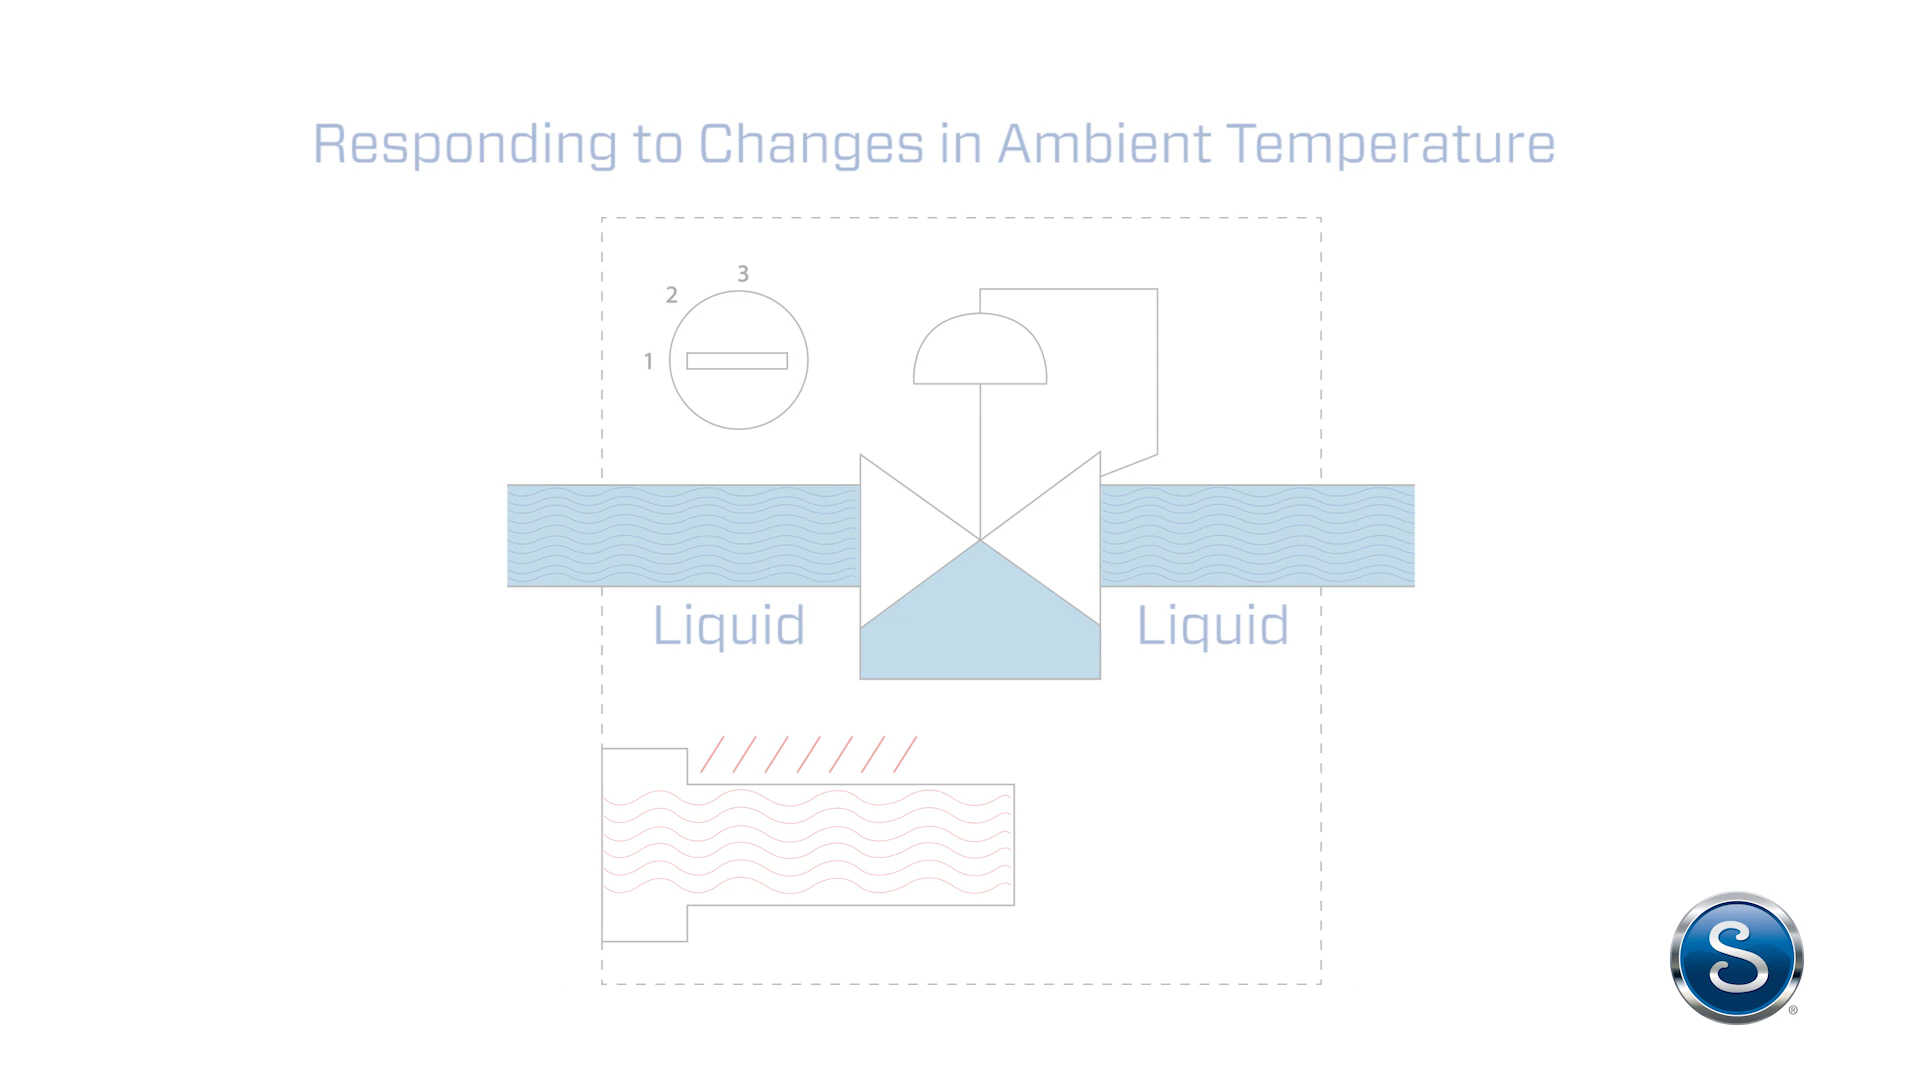 Responding to Changes in Ambient Temperature
3
2
1
Liquid Liquid
S
®